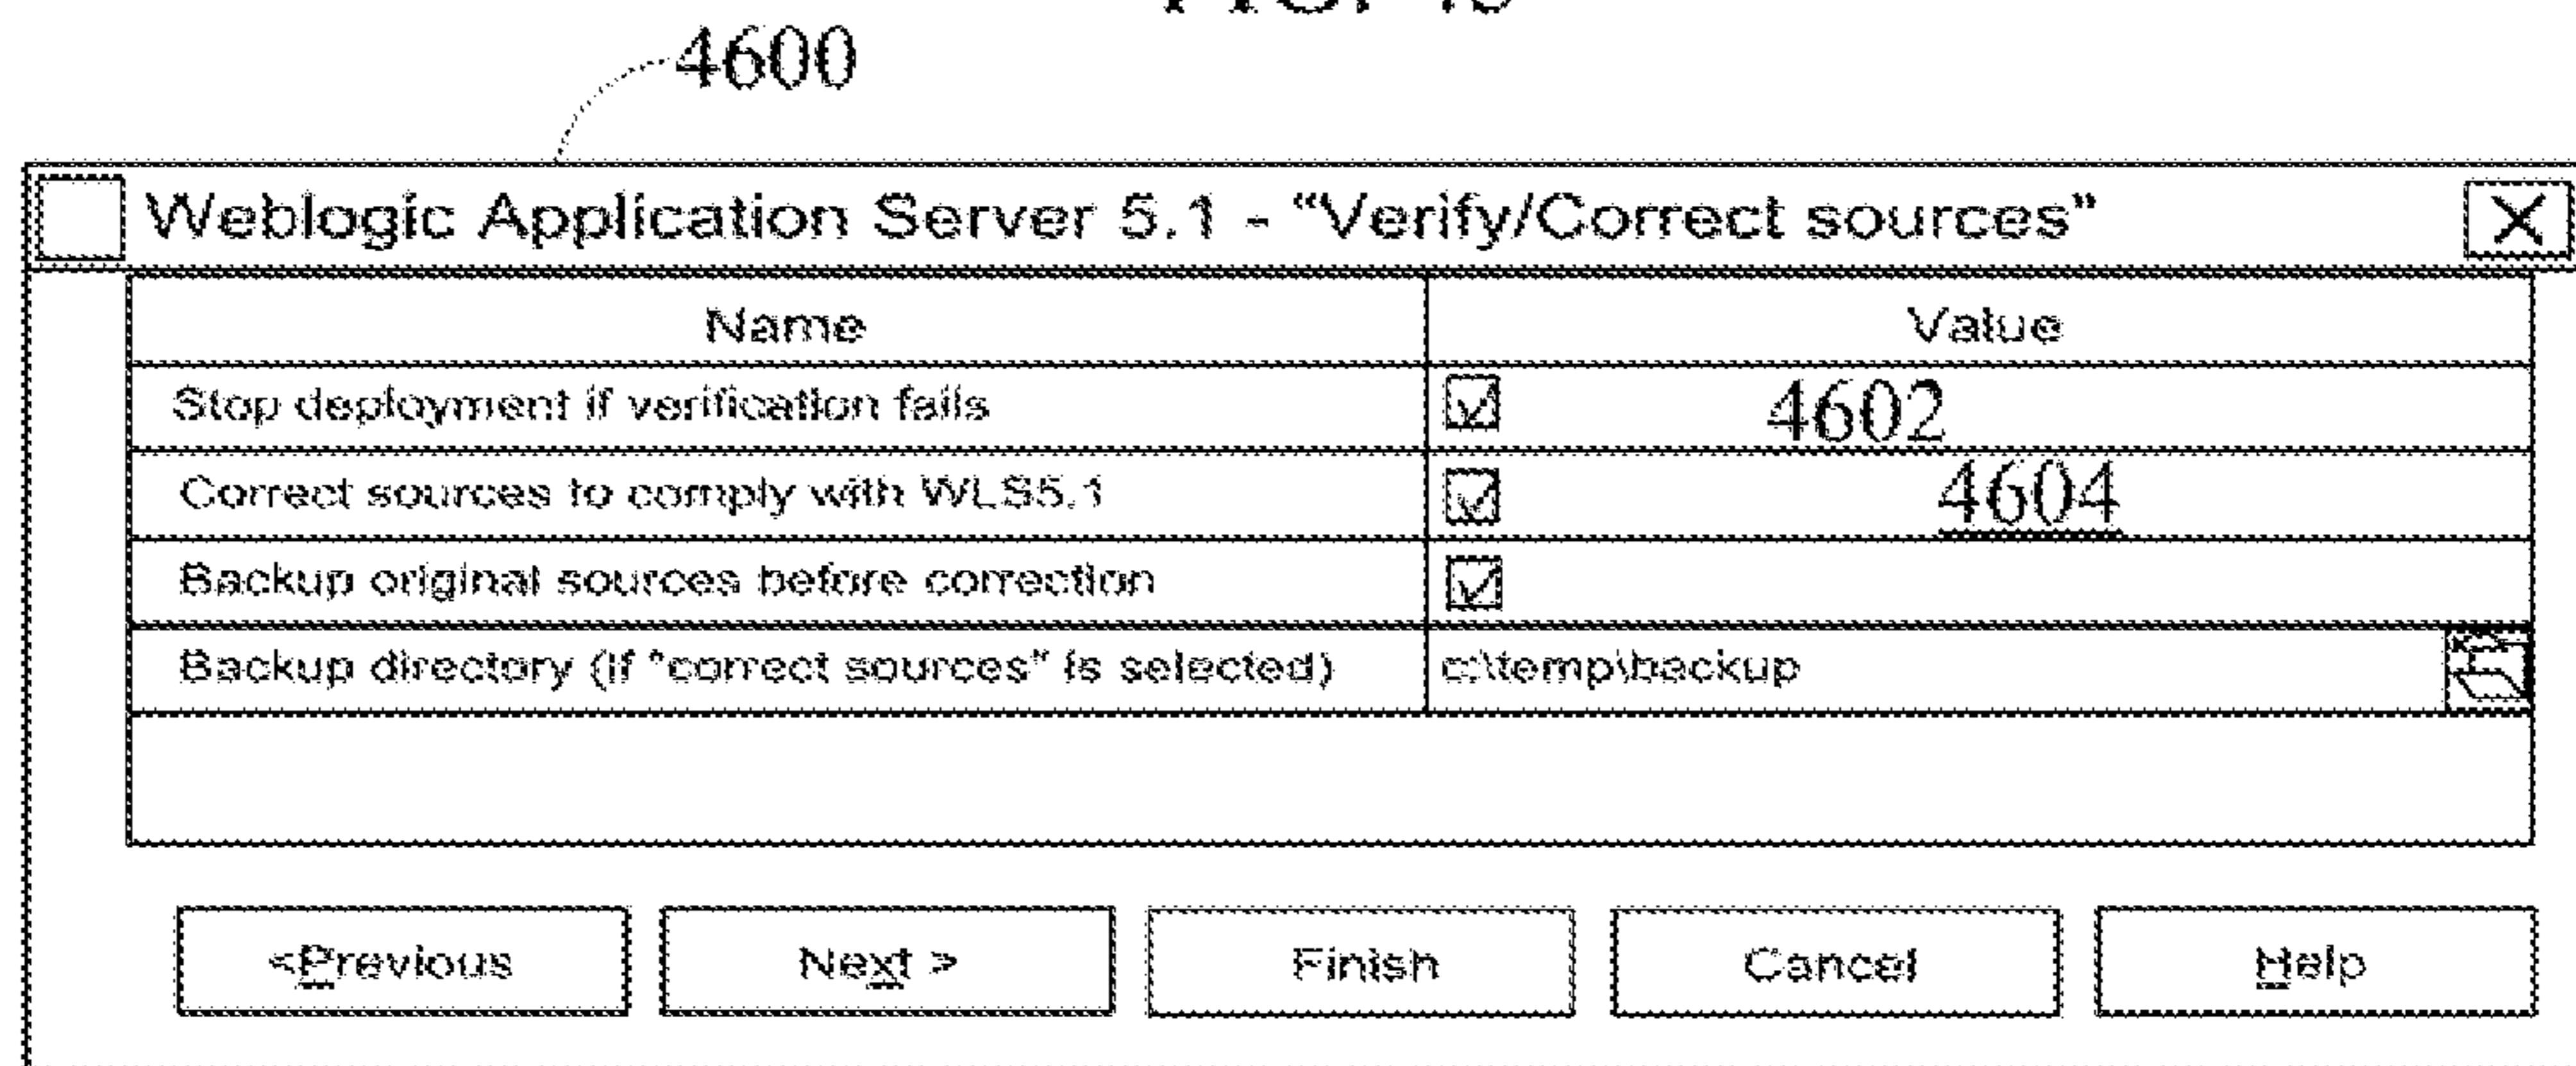 4600
Weblogic Application Server 5.1 - “Verify/Correct sources”
Name Value
Stop deployment if verification fails 4602
Correct sources to comply with WLS5.1 4604
Backup original sources before correction
Backup directory (if "correct sources" is selected) c:\temp\backup
<Previous Next > Finish Cancel Help